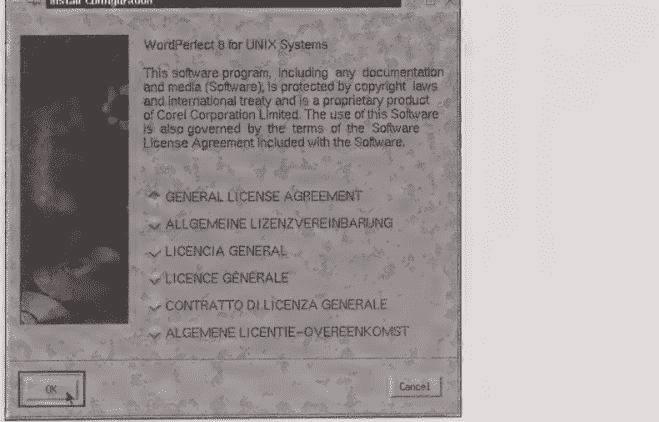 Install Configuration
WordPerfect 8 for UNIX Systems
This software program, including any documentation
and media (Software), is protected by copyright laws
and international treaty and is a proprietary product
of Corel Corporation Limited. The use of this Software
is also governed by the terms of the Software
License Agreement included with the Software.
GENERAL LICENSE AGREEMENT
ALLGEMEINE LIZENZVEREINBARUNG
LICENCIA GENERAL
LICENCE GÉNÉRALE
CONTRATTO DI LICENZA GENERALE
ALGEMENE LICENTIE-OVEREENKOMST
OK
Cancel